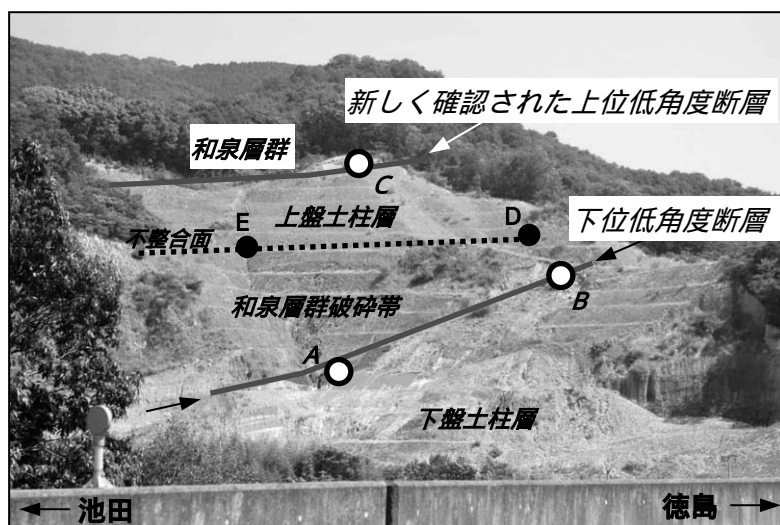 新しく確認された上位低角度断層
和泉層群
C
上盤土柱層
E
D
不整合面
下位低角度断層
B
和泉層群破砕帯
A
下盤土柱層
池田
徳島